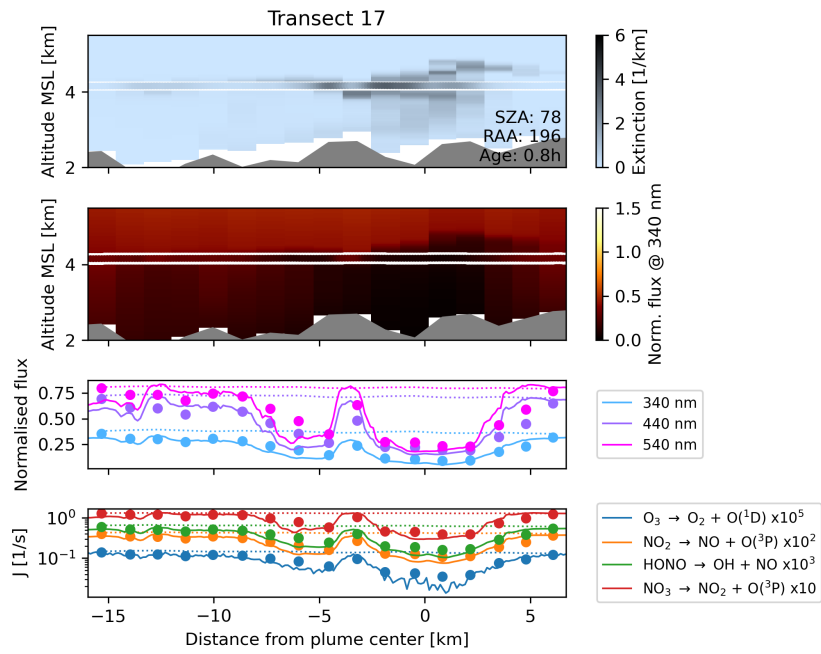 Transect 17
Altitude MSL [km]
4
2
SZA: 78
RAA: 196
Age: 0.8h
6
4
2
0
Extinction [1/km]
Altitude MSL [km]
4
2
1.5
1.0
0.5
0.0
Norm. flux @ 340 nm
Normalised flux
0.75
0.50
0.25
340 nm
440 nm
540 nm
J [1/s]
10⁰
10⁻¹
O₃ → O₂ + O(¹D) x10⁵
NO₂ → NO + O(³P) x10²
HONO → OH + NO x10³
NO₃ → NO₂ + O(³P) x10
−15 −10 −5 0 5
Distance from plume center [km]